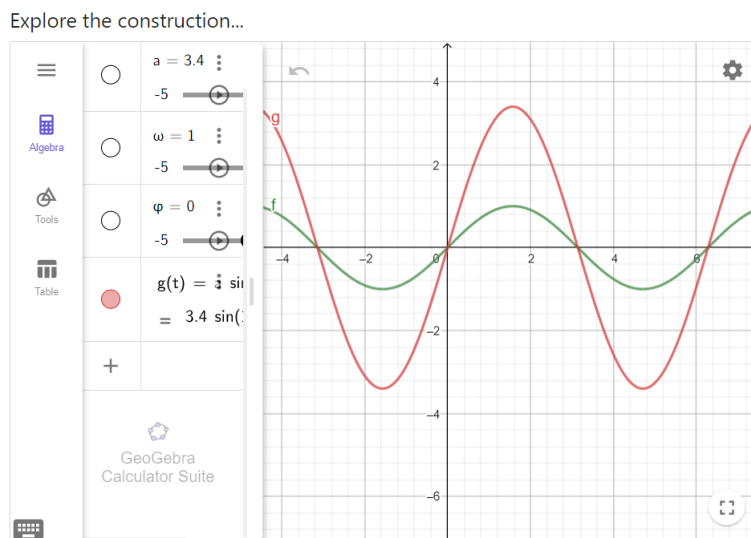 Explore the construction...
a = 3.4
-5
ω = 1
-5
φ = 0
-5
g(t) =
= 3.4 sin(
+
Algebra
Tools
Table
GeoGebra
Calculator Suite
g
f
4
2
-2
-4
-6
-4
-2
0
2
4
6